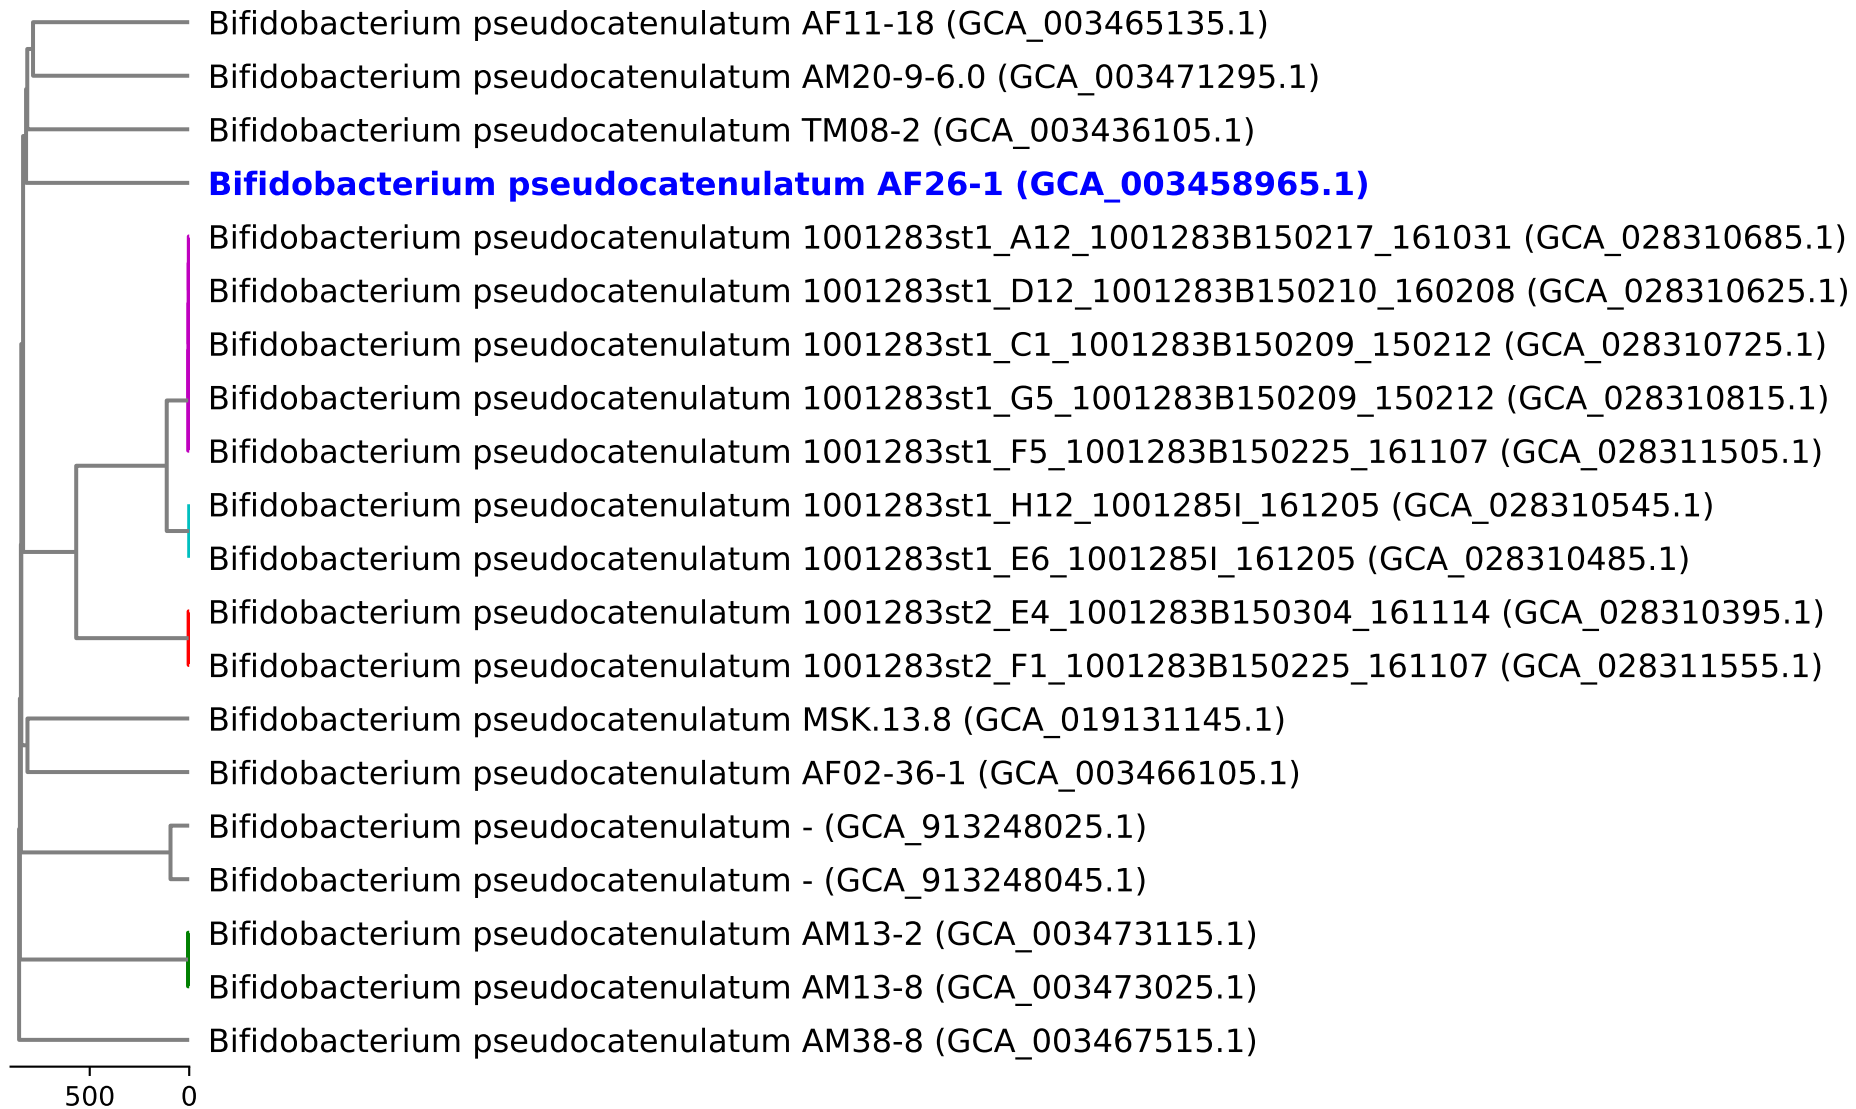 Bifidobacterium pseudocatenulatum AF11-18 (GCA_003465135.1)
Bifidobacterium pseudocatenulatum AM20-9-6.0 (GCA_003471295.1)
Bifidobacterium pseudocatenulatum TM08-2 (GCA_003436105.1)
Bifidobacterium pseudocatenulatum AF26-1 (GCA_003458965.1)
Bifidobacterium pseudocatenulatum 1001283st1_A12_1001283B150217_161031 (GCA_028310685.1)
Bifidobacterium pseudocatenulatum 1001283st1_D12_1001283B150210_160208 (GCA_028310625.1)
Bifidobacterium pseudocatenulatum 1001283st1_C1_1001283B150209_150212 (GCA_028310725.1)
Bifidobacterium pseudocatenulatum 1001283st1_G5_1001283B150209_150212 (GCA_028310815.1)
Bifidobacterium pseudocatenulatum 1001283st1_F5_1001283B150225_161107 (GCA_028311505.1)
Bifidobacterium pseudocatenulatum 1001283st1_H12_1001285I_161205 (GCA_028310545.1)
Bifidobacterium pseudocatenulatum 1001283st1_E6_1001285I_161205 (GCA_028310485.1)
Bifidobacterium pseudocatenulatum 1001283st2_E4_1001283B150304_161114 (GCA_028310395.1)
Bifidobacterium pseudocatenulatum 1001283st2_F1_1001283B150225_161107 (GCA_028311555.1)
Bifidobacterium pseudocatenulatum MSK.13.8 (GCA_019131145.1)
Bifidobacterium pseudocatenulatum AF02-36-1 (GCA_003466105.1)
Bifidobacterium pseudocatenulatum - (GCA_913248025.1)
Bifidobacterium pseudocatenulatum - (GCA_913248045.1)
Bifidobacterium pseudocatenulatum AM13-2 (GCA_003473115.1)
Bifidobacterium pseudocatenulatum AM13-8 (GCA_003473025.1)
Bifidobacterium pseudocatenulatum AM38-8 (GCA_003467515.1)
500 0